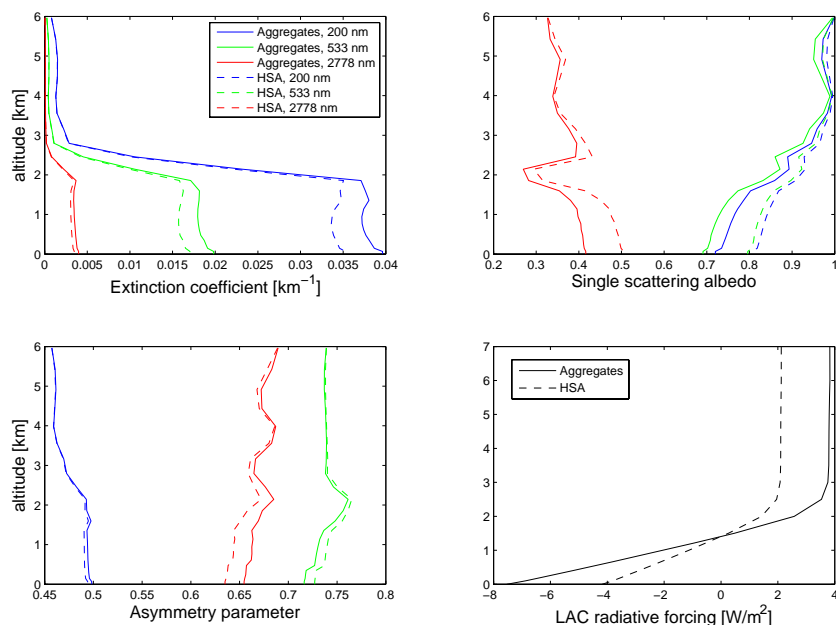 6
5
4
3
2
1
0
altitude [km]
Aggregates, 200 nm
Aggregates, 533 nm
Aggregates, 2778 nm
HSA, 200 nm
HSA, 533 nm
HSA, 2778 nm
0 0.005 0.01 0.015 0.02 0.025 0.03 0.035 0.04
Extinction coefficient [km⁻¹]
6
5
4
3
2
1
0
0.2 0.3 0.4 0.5 0.6 0.7 0.8 0.9 1
Single scattering albedo
6
5
4
3
2
1
0
altitude [km]
0.45 0.5 0.55 0.6 0.65 0.7 0.75 0.8
Asymmetry parameter
7
6
5
4
3
2
1
0
Aggregates
HSA
−8 −6 −4 −2 0 2 4
LAC radiative forcing [W/m²]